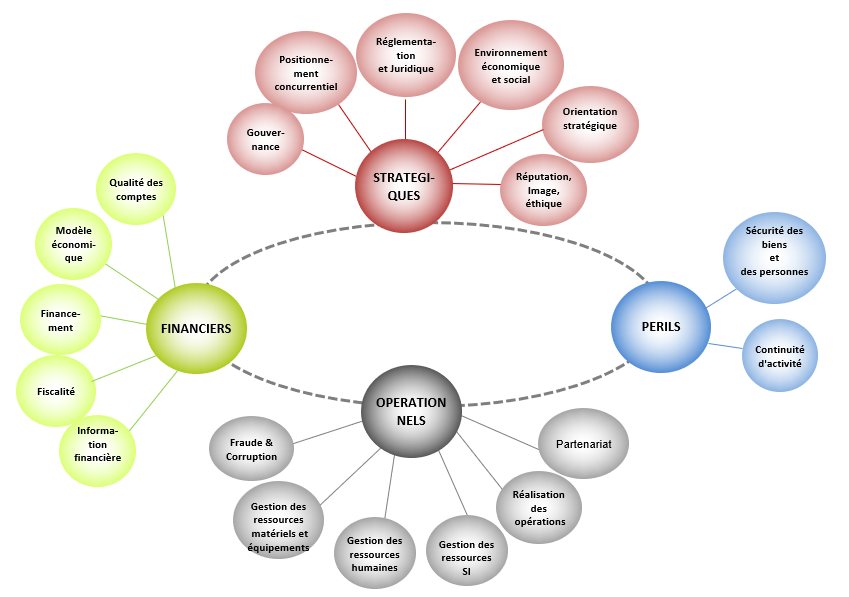 Réglementa-
tion
et Juridique
Positionne-
ment
concurrentiel
Environnement
économique
et social
Gouver-
nance
Orientation
stratégique
STRATEGI-
QUES
Réputation,
Image,
éthique
Qualité des
comptes
Modèle
économi-
que
Finance-
ment
Fiscalité
Informa-
tion
financière
FINANCIERS
Sécurité des
biens
et
des personnes
PERILS
Continuité
d'activité
OPERATION
NELS
Fraude &
Corruption
Gestion des
ressources
matériels et
équipements
Gestion des
ressources
humaines
Gestion des
ressources
SI
Réalisation
des
opérations
Partenariat